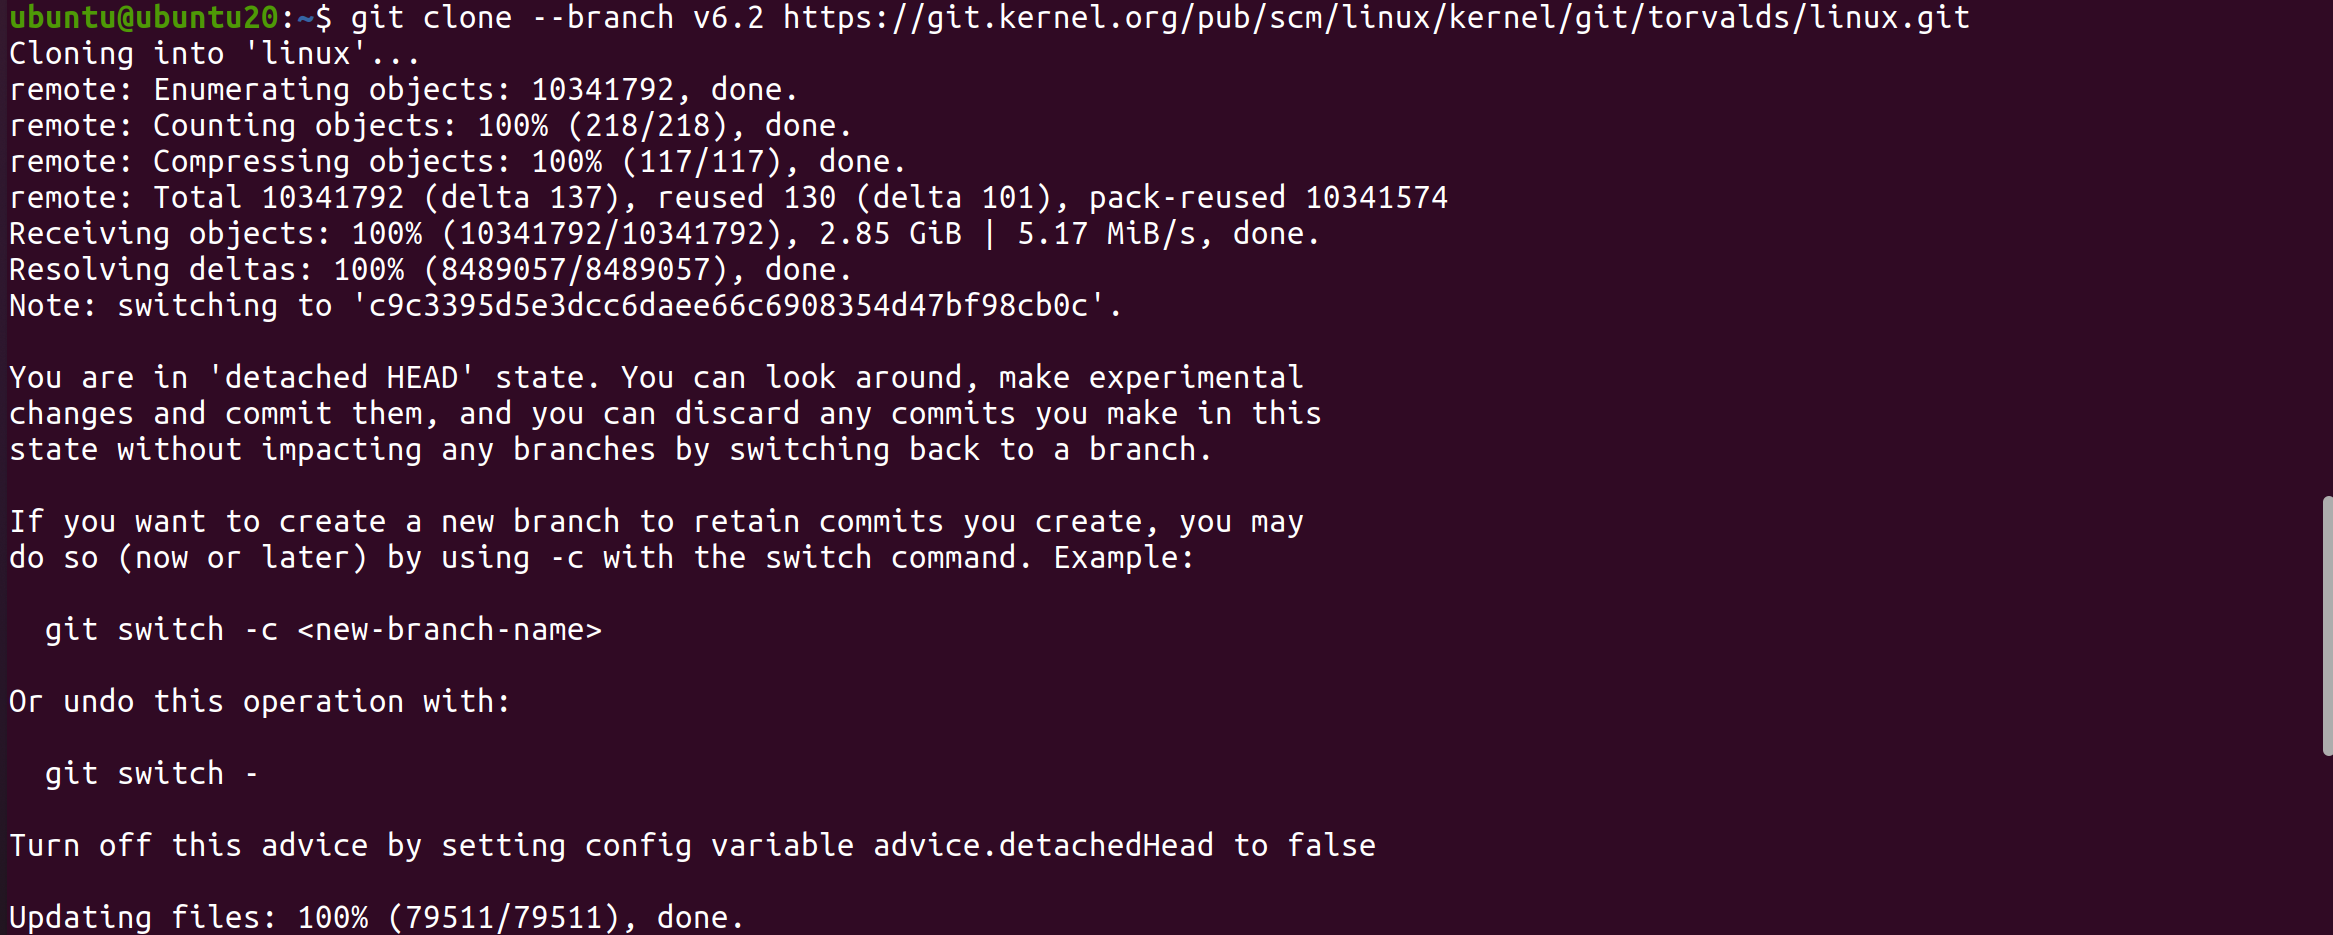 ubuntu@ubuntu20:~$ git clone --branch v6.2 https://git.kernel.org/pub/scm/linux/kernel/git/torvalds/linux.git
Cloning into 'linux'...
remote: Enumerating objects: 10341792, done.
remote: Counting objects: 100% (218/218), done.
remote: Compressing objects: 100% (117/117), done.
remote: Total 10341792 (delta 137), reused 130 (delta 101), pack-reused 10341574
Receiving objects: 100% (10341792/10341792), 2.85 GiB | 5.17 MiB/s, done.
Resolving deltas: 100% (8489057/8489057), done.
Note: switching to 'c9c3395d5e3dcc6daee66c6908354d47bf98cb0c'.

You are in 'detached HEAD' state. You can look around, make experimental
changes and commit them, and you can discard any commits you make in this
state without impacting any branches by switching back to a branch.

If you want to create a new branch to retain commits you create, you may
do so (now or later) by using -c with the switch command. Example:

  git switch -c <new-branch-name>

Or undo this operation with:

  git switch -

Turn off this advice by setting config variable advice.detachedHead to false

Updating files: 100% (79511/79511), done.